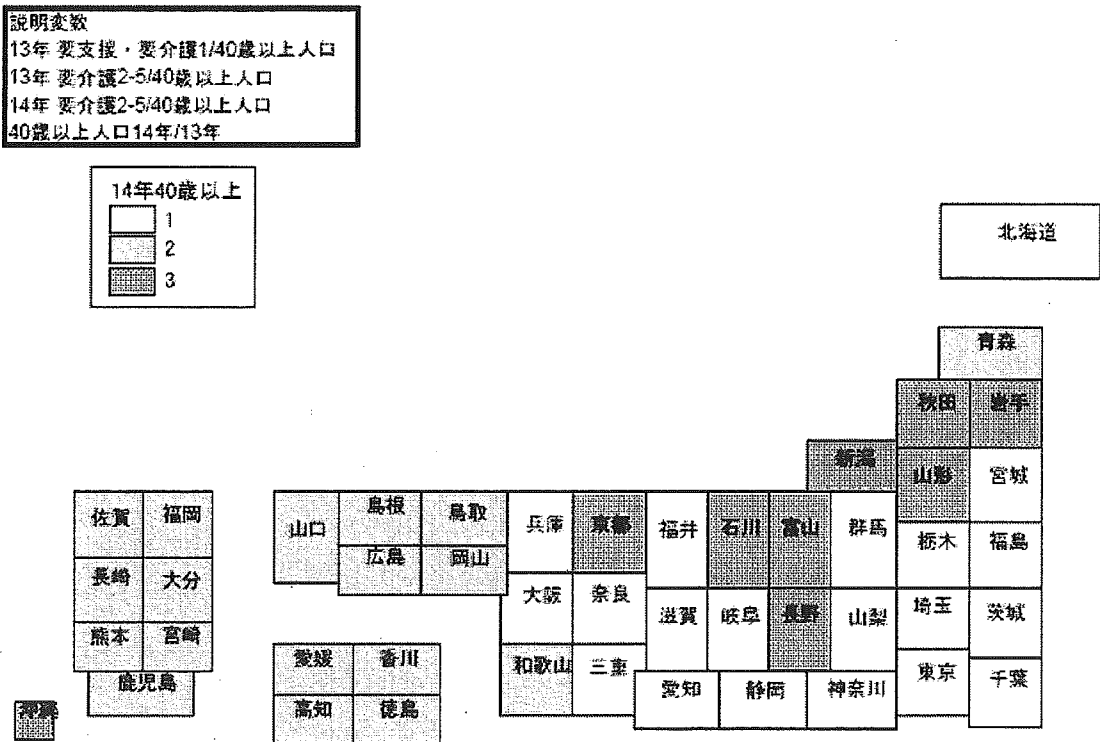 説明変数
13年 要支援・要介護1/40歳以上人口
13年 要介護2-5/40歳以上人口
14年 要介護2-5/40歳以上人口
40歳以上人口14年/13年
14年40歳以上
1
2
3
北海道
青森
秋田 岩手
新潟 山形 宮城
佐賀 福岡 山口 島根 鳥取 兵庫 京都 福井 石川 富山 群馬 栃木 福島
広島 岡山
長崎 大分 大阪 奈良 滋賀 岐阜 長野 山梨 埼玉 茨城
熊本 宮崎 愛媛 香川 和歌山 三重 東京 千葉
鹿児島 愛知 静岡 神奈川
沖縄 高知 徳島